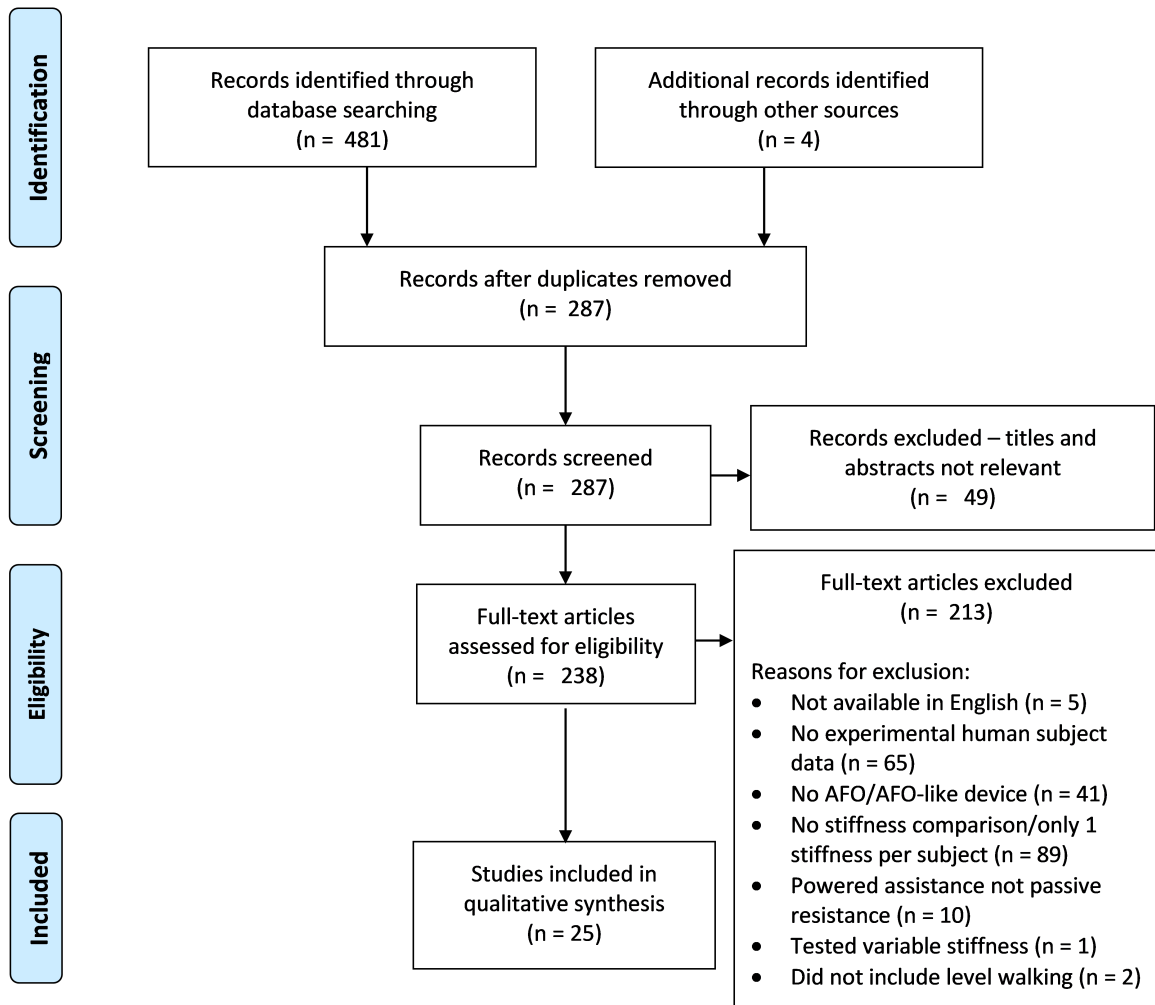 Identification
Records identified through
database searching
(n = 481)
Additional records identified
through other sources
(n = 4)
Records after duplicates removed
(n = 287)
Screening
Records screened
(n = 287)
Records excluded – titles and
abstracts not relevant
(n = 49)
Eligibility
Full-text articles
assessed for eligibility
(n = 238)
Full-text articles excluded
(n = 213)
Reasons for exclusion:
• Not available in English (n = 5)
• No experimental human subject
data (n = 65)
• No AFO/AFO-like device (n = 41)
• No stiffness comparison/only 1
stiffness per subject (n = 89)
• Powered assistance not passive
resistance (n = 10)
• Tested variable stiffness (n = 1)
• Did not include level walking (n = 2)
Included
Studies included in
qualitative synthesis
(n = 25)